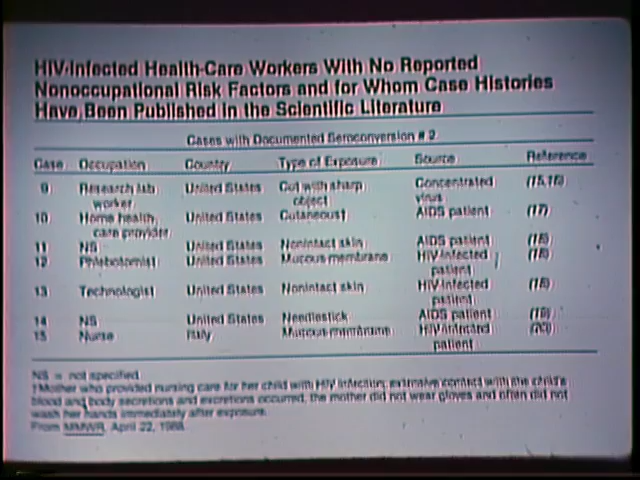 HIV-Infected Health-Care Workers With No Reported
Nonoccupational Risk Factors and for Whom Case Histories
Have Been Published in the Scientific Literature
Cases with Documented Seroconversion # 2
Case Occupation Country Type of Exposure Source Reference
9 Research lab United States Cut with sharp Concentrated (15,16)
worker object virus
10 Home health United States Cutaneous† AIDS patient (17)
care provider
11 NS United States Nonintact skin AIDS patient
12 Phlebotomist United States Mucous membrane HIV-infected
patient
13 Technologist United States Nonintact skin HIV-infected
patient
14 NS United States Needlestick AIDS patient
15 Nurse Italy Mucous membrane HIV-infected
patient
NS = not specified
†Mother who provided nursing care for her child with HIV infection; extensive contact with the child's
blood and body secretions and excretions occurred; the mother did not wear gloves and often did not
wash her hands immediately after exposure.
From MMWR, April 22, 1988.